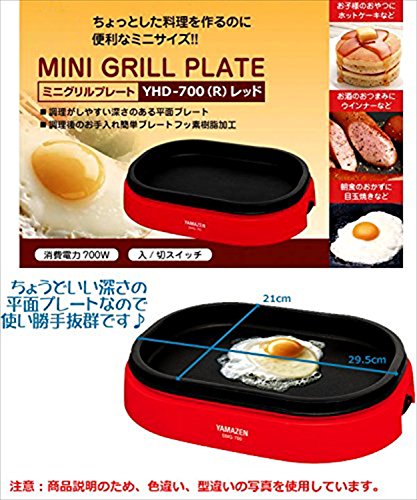 ちょっとした料理を作るのに
便利なミニサイズ!!
MINI GRILL PLATE
ミニグリルプレート YHD-700(R)レッド
■調理がしやすい深さのある平面プレート
■調理後のお手入れ簡単プレートフッ素樹脂加工
お子様のおやつに
ホットケーキなど
お酒のおつまみに
ウインナーなど
朝食のおかずに
目玉焼きなど
YAMAZEN
消費電力700W
入/切スイッチ
ちょうどいい深さの
平面プレートなので
使い勝手抜群です♪
21cm
29.5cm
YAMAZEN
注意:商品説明のため、色違い、型違いの写真を使用しています。